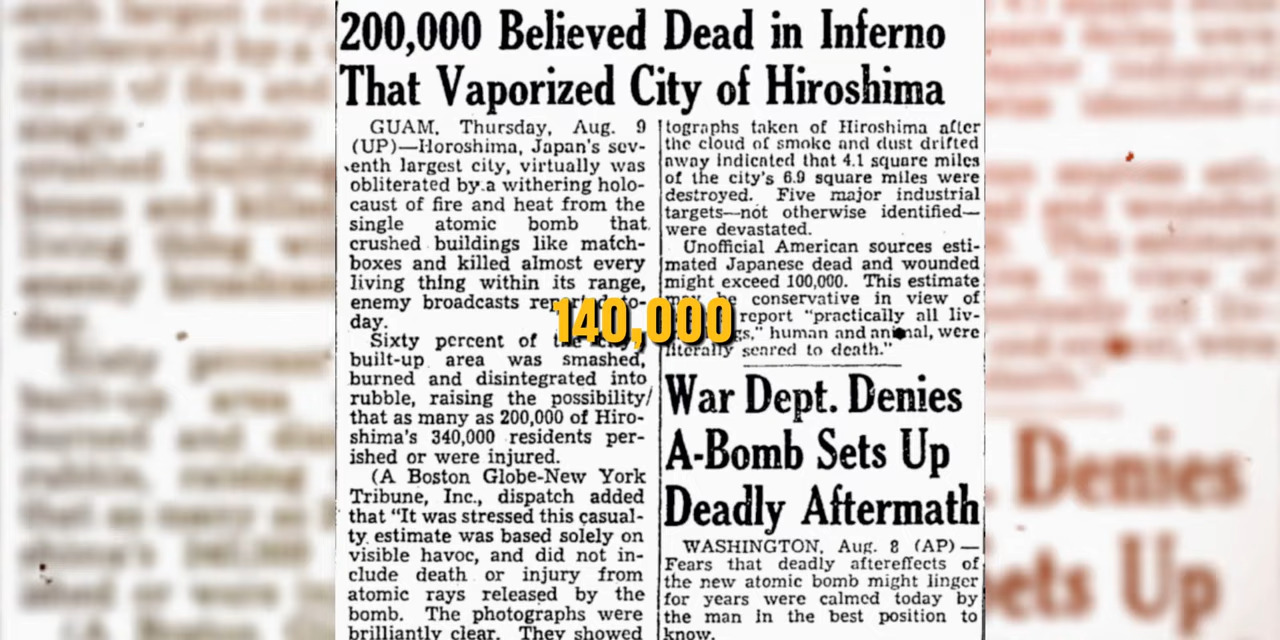 200,000 Believed Dead in Inferno
That Vaporized City of Hiroshima
GUAM, Thursday, Aug. 9
(UP)—Horoshima, Japan's sev-
enth largest city, virtually was
obliterated by a withering holo-
caust of fire and heat from the
single atomic bomb that
crushed buildings like match-
boxes and killed almost every
living thing within its range,
enemy broadcasts to-
day.
Sixty percent of
built-up area was smashed,
burned and disintegrated into
rubble, raising the possibility
that as many as 200,000 of Hiro-
shima's 340,000 residents per-
ished or were injured.
(A Boston Globe-New York
Tribune, Inc., dispatch added
that "It was stressed this casual-
ty estimate was based solely on
visible havoc, and did not in-
clude death or injury from
atomic rays released by the
bomb. The photographs were
brilliantly clear. They showed
tographs taken of Hiroshima after
the cloud of smoke and dust drifted
away indicated that 4.1 square miles
of the city's 6.9 square miles were
destroyed. Five major industrial
targets—not otherwise identified—
were devastated.
Unofficial American sources esti-
mated Japanese dead and wounded
might exceed 100,000. This estimate
conservative in view of
report "practically all liv-
human and animal, were
literally seared to death."
140,000
War Dept. Denies
A-Bomb Sets Up
Deadly Aftermath
WASHINGTON, Aug. 8 (AP)—
Fears that deadly aftereffects of
the new atomic bomb might linger
for years were calmed today by
the man in the best position to
know.
Denies
Sets Up